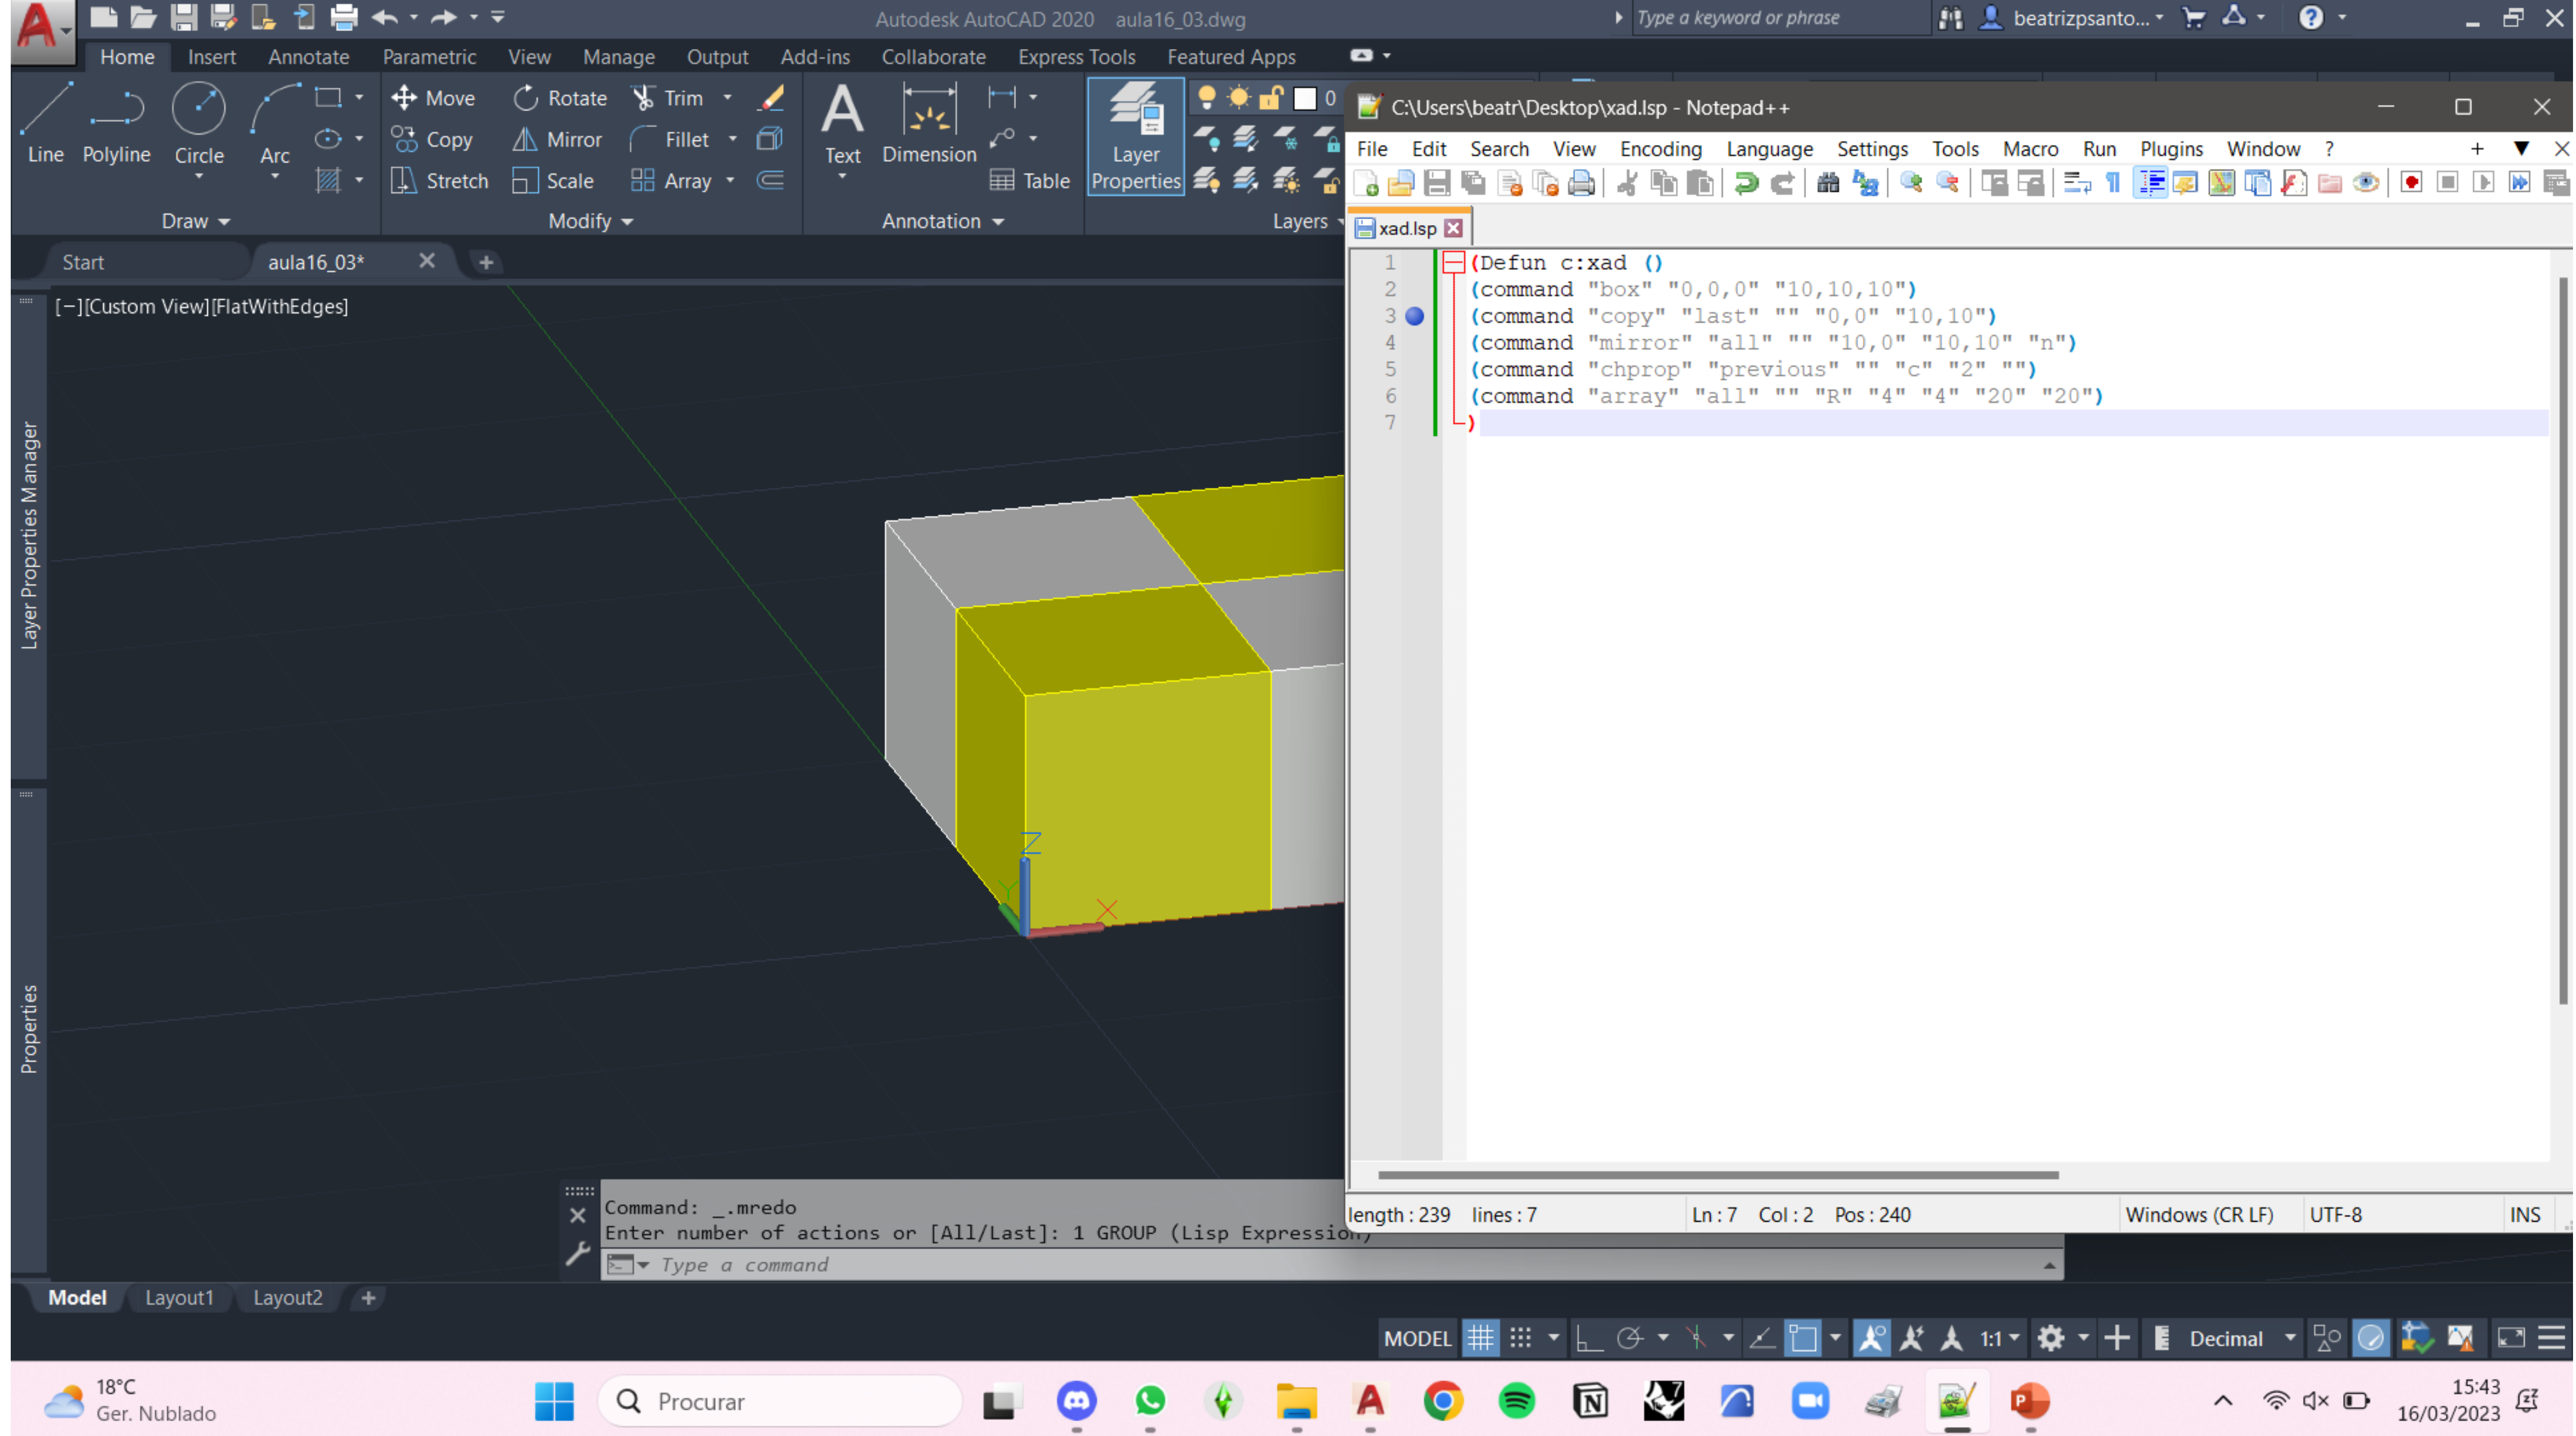 Autodesk AutoCAD 2020 aula16_03.dwg
Type a keyword or phrase
beatrizpsanto...
Home Insert Annotate Parametric View Manage Output Add-ins Collaborate Express Tools Featured Apps
Line Polyline Circle Arc
Move Rotate Trim
Copy Mirror Fillet
Stretch Scale Array
Text Dimension Table
Layer Properties
0
Draw Modify Annotation Layers
Start aula16_03*
[−][Custom View][FlatWithEdges]
Layer Properties Manager
Properties
Z
Y
X
C:\Users\beatr\Desktop\xad.lsp - Notepad++
File Edit Search View Encoding Language Settings Tools Macro Run Plugins Window ?
xad.lsp
1 (Defun c:xad ()
2 (command "box" "0,0,0" "10,10,10")
3 (command "copy" "last" "" "0,0" "10,10")
4 (command "mirror" "all" "" "10,0" "10,10" "n")
5 (command "chprop" "previous" "" "c" "2" "")
6 (command "array" "all" "" "R" "4" "4" "20" "20")
7 )
length : 239 lines : 7 Ln : 7 Col : 2 Pos : 240 Windows (CR LF) UTF-8 INS
Command: _.mredo
Enter number of actions or [All/Last]: 1 GROUP (Lisp Expression)
Type a command
Model Layout1 Layout2
MODEL 1:1 Decimal
18°C
Ger. Nublado
Procurar
15:43
16/03/2023